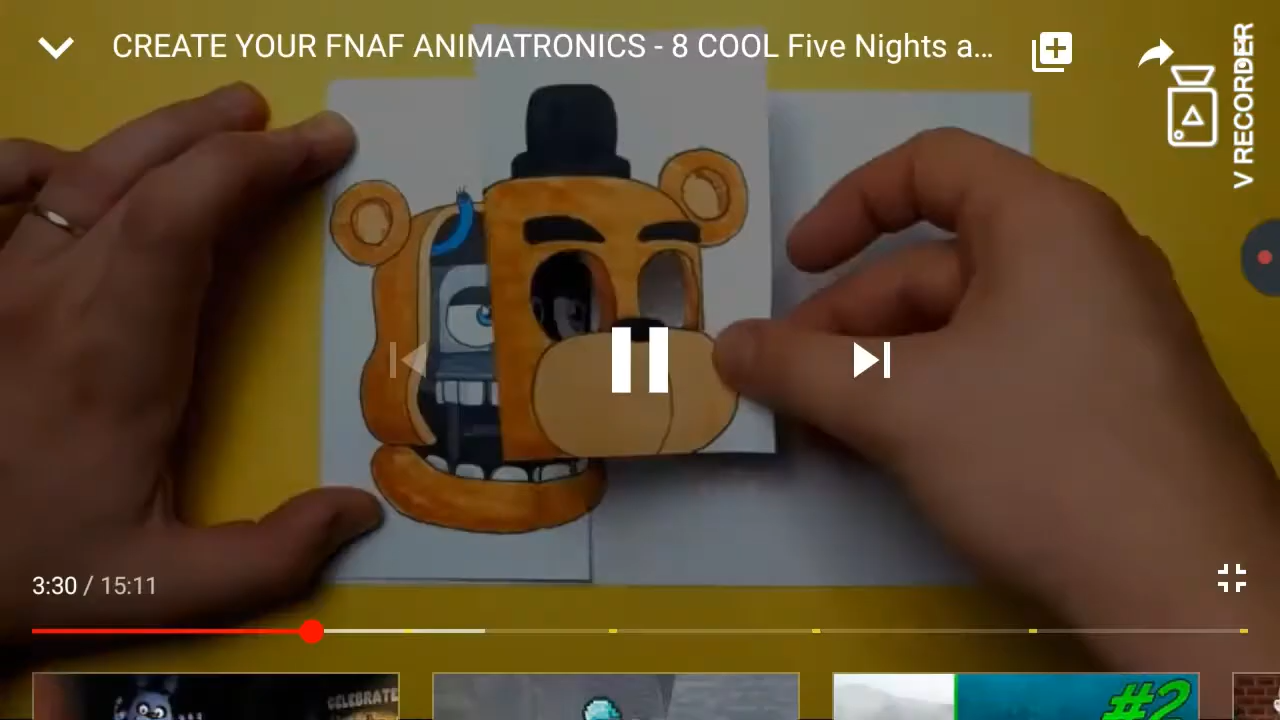 CREATE YOUR FNAF ANIMATRONICS - 8 COOL Five Nights a...
V RECORDER
3:30 / 15:11
CELEBRATE
#2